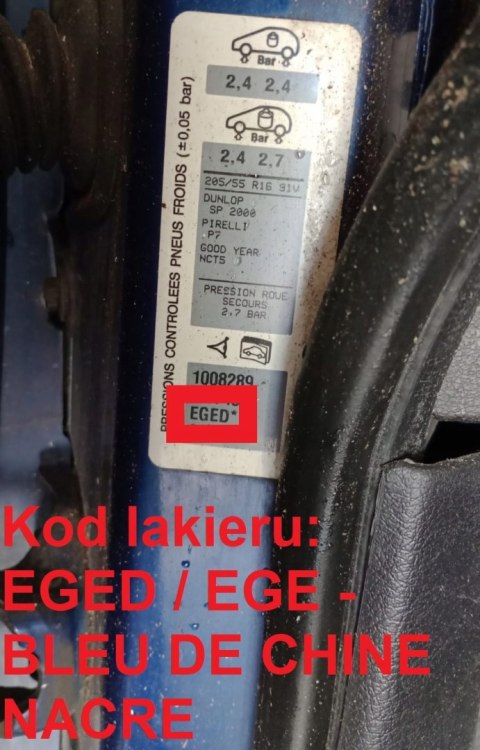 Bar
2,4 2,4
Bar
2,4 2,7
205/55 R16 91V
DUNLOP
SP 2000
PIRELLI
P7
GOOD YEAR
NCT5
PRESSION ROUE
SECOURS
2.7 BAR
PRESSIONS CONTROLEES PNEUS FROIDS (±0,05 bar)
1008289
EGED*
Kod lakieru:
EGED / EGE -
BLEU DE CHINE
NACRE